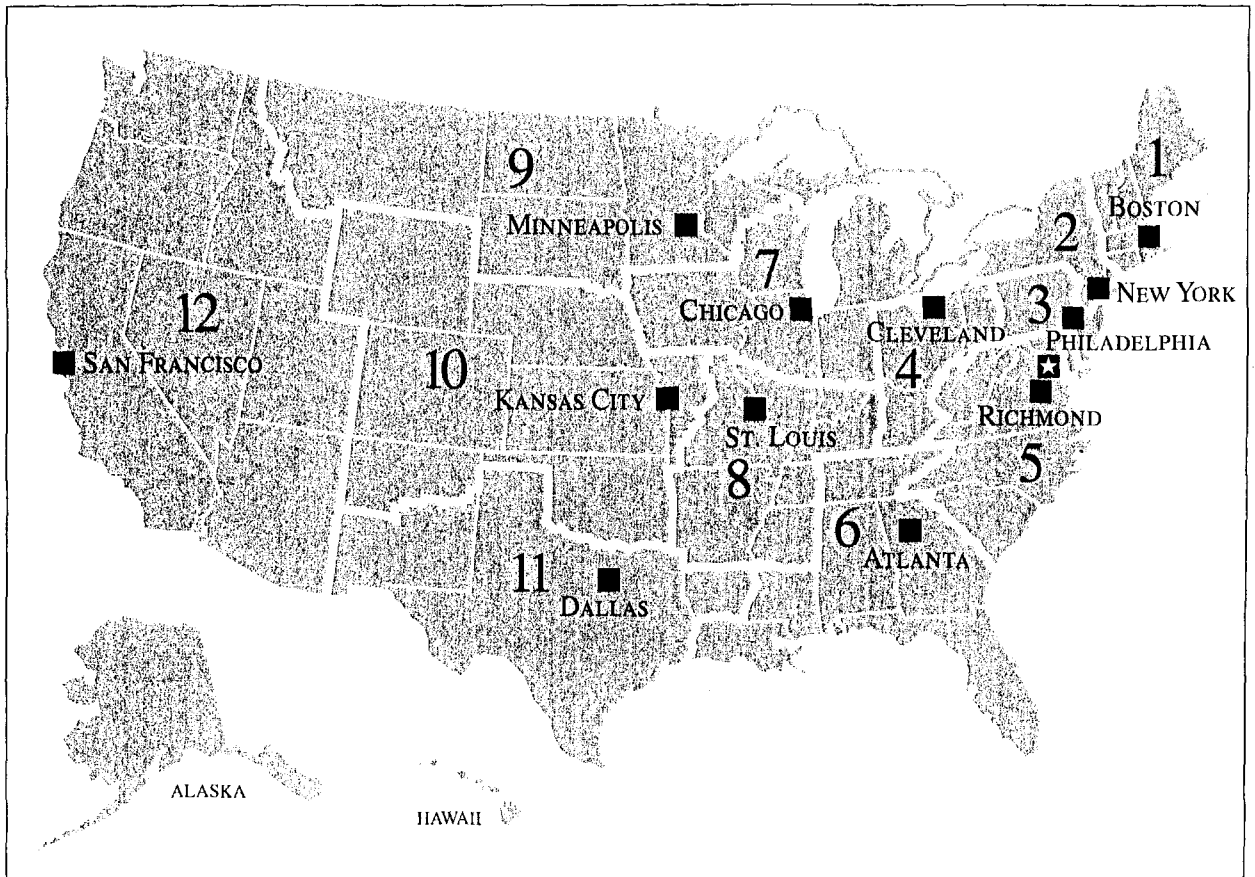 1
BOSTON
2
9
MINNEAPOLIS
7
NEW YORK
12
CHICAGO
3
CLEVELAND
PHILADELPHIA
SAN FRANCISCO
10
4
KANSAS CITY
RICHMOND
ST. LOUIS
5
8
6
ATLANTA
11
DALLAS
ALASKA
HAWAII